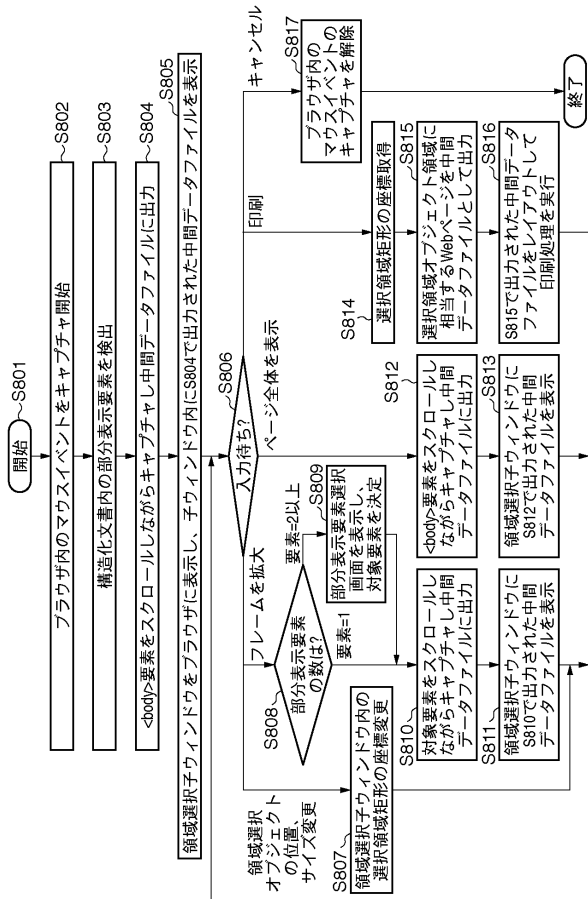 開始
S801
ブラウザ内のマウスイベントをキャプチャ開始
S802
構造化文書内の部分表示要素を検出
S803
<body>要素をスクロールしながらキャプチャし中間データファイルに出力
S804
領域選択子ウィンドウをブラウザに表示し、子ウィンドウ内にS804で出力された中間データファイルを表示
S805
入力待ち?
S806
領域選択
オブジェクト
の位置、
サイズ変更
フレームを拡大
ページ全体を表示
印刷
キャンセル
S807
領域選択子ウィンドウ内の
選択領域矩形の座標変更
S808
部分表示要素
の数は?
要素=2以上
要素=1
S809
部分表示要素選択
画面を表示し、
対象要素を決定
S810
対象要素をスクロールし
ながらキャプチャし中間
データファイルに出力
S811
領域選択子ウィンドウに
S810で出力された中間
データファイルを表示
S812
<body>要素をスクロールし
ながらキャプチャし中間
データファイルに出力
S813
領域選択子ウィンドウに
S812で出力された中間
データファイルを表示
S814
選択領域矩形の座標取得
S815
選択領域オブジェクト領域に
相当するWebページを中間
データファイルとして出力
S816
S815で出力された中間データ
ファイルをレイアウトして
印刷処理を実行
S817
ブラウザ内の
マウスイベントの
キャプチャを解除
終了